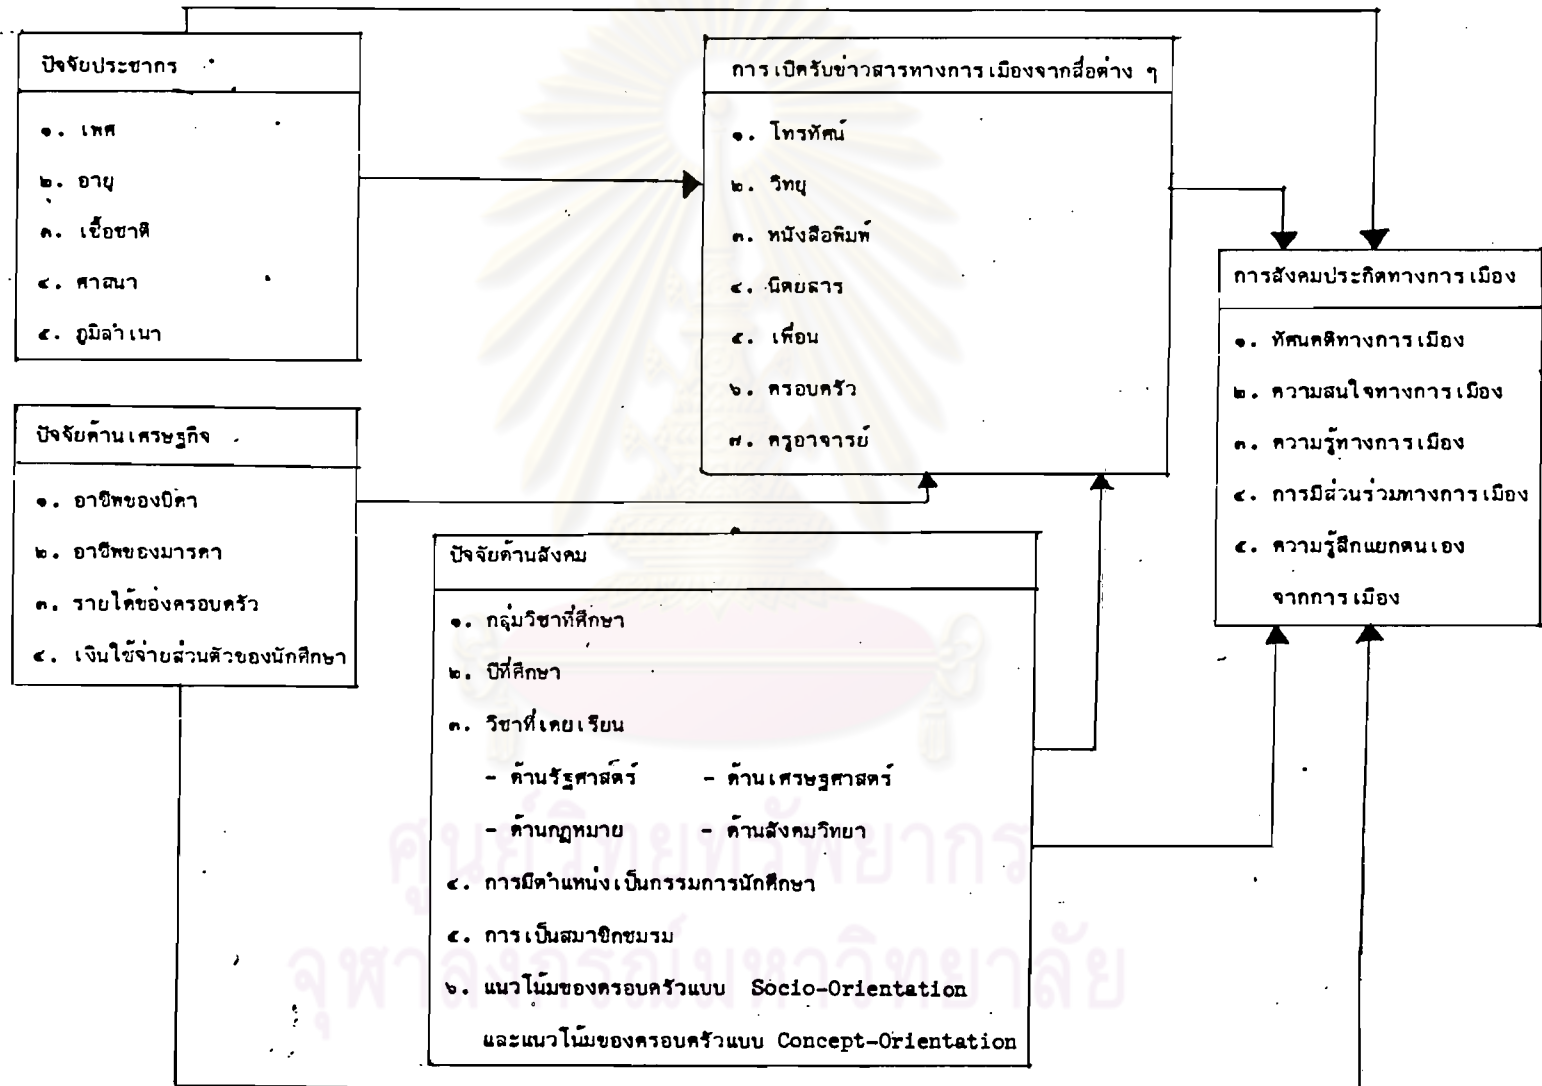 ปัจจัยประชากร
๑. เพศ
๒. อายุ
๓. เชื้อชาติ
๔. ศาสนา
๕. ภูมิลำเนา
ปัจจัยด้านเศรษฐกิจ
๑. อาชีพของบิดา
๒. อาชีพของมารดา
๓. รายได้ของครอบครัว
๔. เงินใช้จ่ายส่วนตัวของนักศึกษา
การเปิดรับข่าวสารทางการเมืองจากสื่อต่าง ๆ
๑. โทรทัศน์
๒. วิทยุ
๓. หนังสือพิมพ์
๔. นิตยสาร
๕. เพื่อน
๖. ครอบครัว
๗. ครูอาจารย์
ปัจจัยด้านสังคม
๑. กลุ่มวิชาที่ศึกษา
๒. ปีที่ศึกษา
๓. วิชาที่เคยเรียน
- ด้านรัฐศาสตร์ - ด้านเศรษฐศาสตร์
- ด้านกฎหมาย - ด้านสังคมวิทยา
๔. การมีตำแหน่งเป็นกรรมการนักศึกษา
๕. การเป็นสมาชิกชมรม
๖. แนวโน้มของครอบครัวแบบ Socio-Orientation
และแนวโน้มของครอบครัวแบบ Concept-Orientation
การสังคมประกิตทางการเมือง
๑. ทัศนคติทางการเมือง
๒. ความสนใจทางการเมือง
๓. ความรู้ทางการเมือง
๔. การมีส่วนร่วมทางการเมือง
๕. ความรู้สึกแยกตนเอง
จากการเมือง
ศูนย์วิทยทรัพยากร
จุฬาลงกรณ์มหาวิทยาลัย